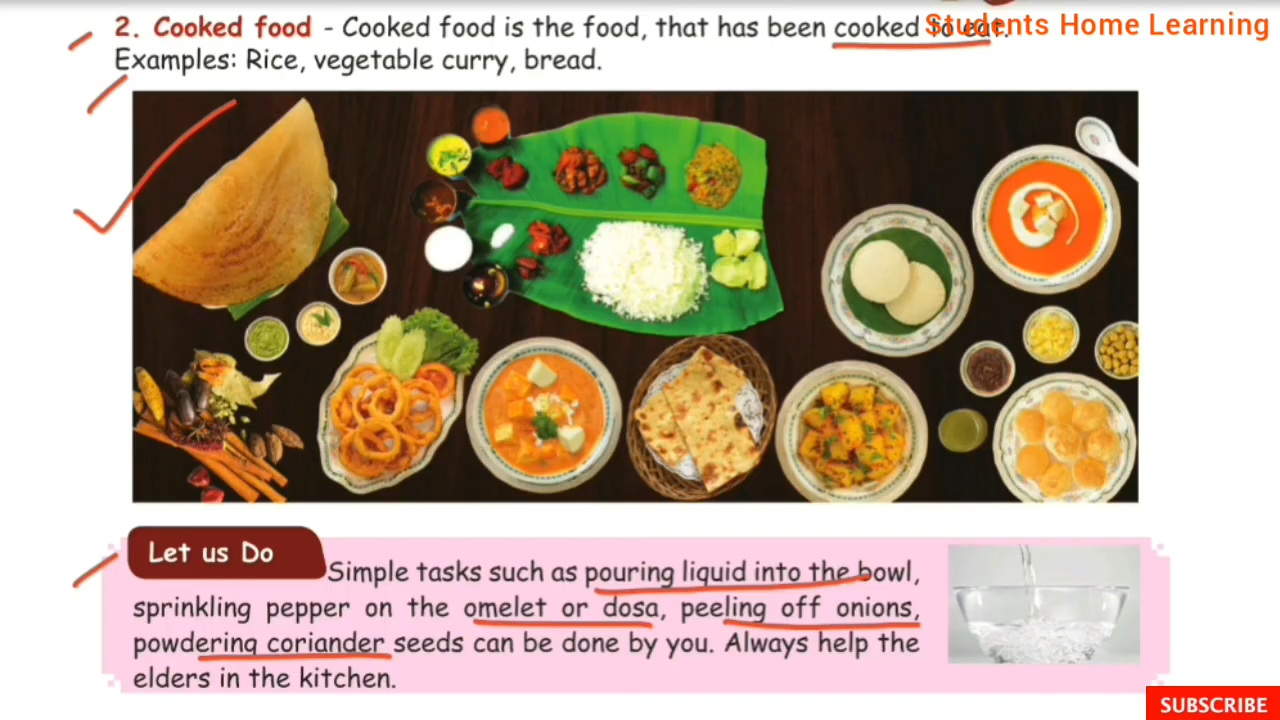 Students Home Learning
2. Cooked food - Cooked food is the food, that has been cooked to eat.
Examples: Rice, vegetable curry, bread.
Let us Do
Simple tasks such as pouring liquid into the bowl,
sprinkling pepper on the omelet or dosa, peeling off onions,
powdering coriander seeds can be done by you. Always help the
elders in the kitchen.
SUBSCRIBE